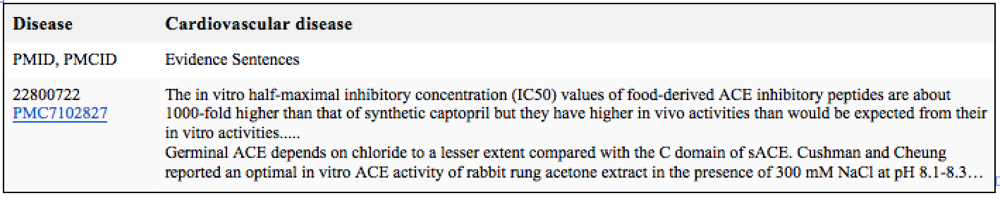 Disease Cardiovascular disease
PMID, PMCID Evidence Sentences
22800722 The in vitro half-maximal inhibitory concentration (IC50) values of food-derived ACE inhibitory peptides are about
PMC7102827 1000-fold higher than that of synthetic captopril but they have higher in vivo activities than would be expected from their
in vitro activities.....
Germinal ACE depends on chloride to a lesser extent compared with the C domain of sACE. Cushman and Cheung
reported an optimal in vitro ACE activity of rabbit rung acetone extract in the presence of 300 mM NaCl at pH 8.1-8.3…